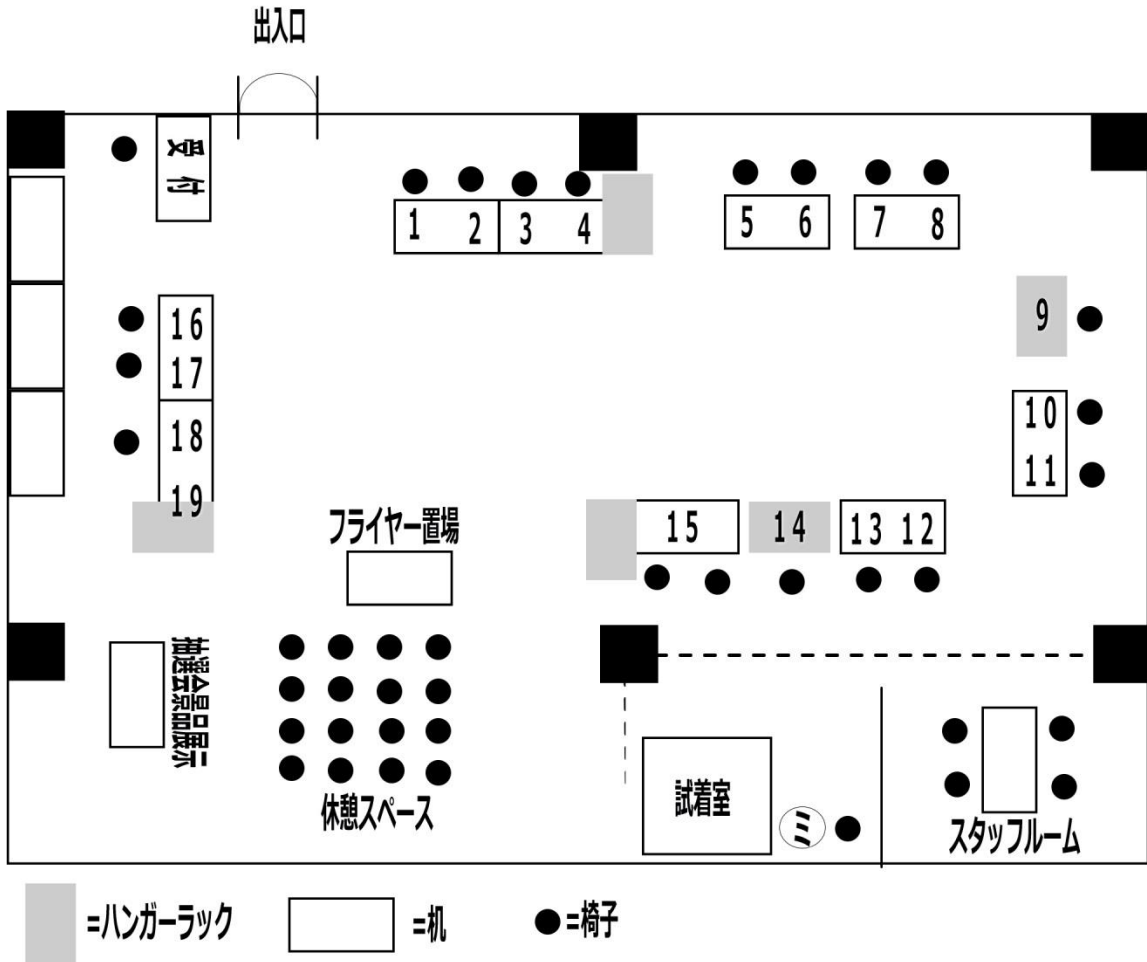 出入口
受付
1 2 3 4
5 6 7 8
9
16
17
10
11
18
19
15
14
13 12
フライヤー置場
抽選会景品展示
休憩スペース
試着室
ミミ
スタッフルーム
=ハンガーラック
=机
=椅子